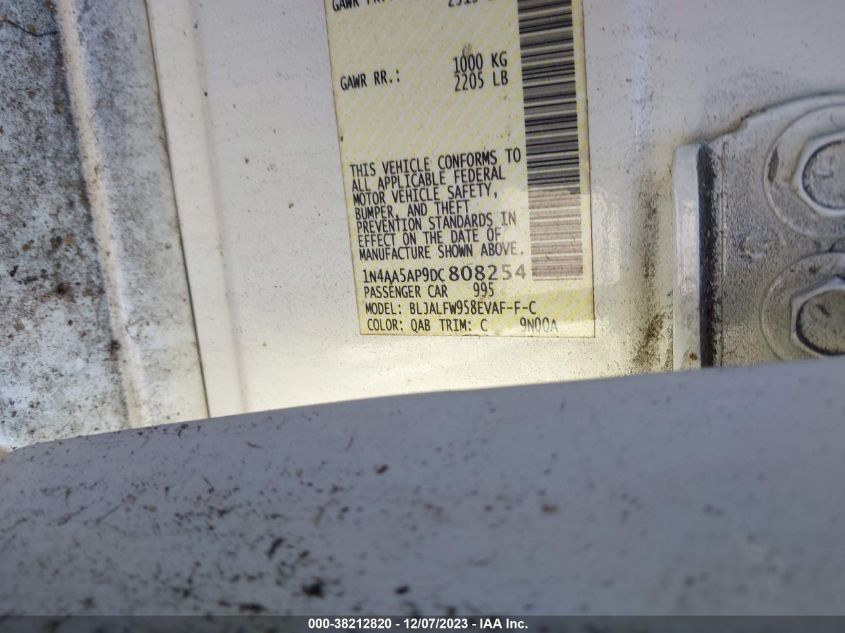 GAWR
GAWR RR.: 1000 KG
2205 LB
THIS VEHICLE CONFORMS TO
ALL APPLICABLE FEDERAL
MOTOR VEHICLE SAFETY,
BUMPER, AND THEFT
PREVENTION STANDARDS IN
EFFECT ON THE DATE OF
MANUFACTURE SHOWN ABOVE.
1N4AA5AP9DC808254
PASSENGER CAR 995
MODEL: BLJALFW958EVAF-F-C
COLOR: QAB TRIM: C 9N00A
000-38212820 - 12/07/2023 - IAA Inc.